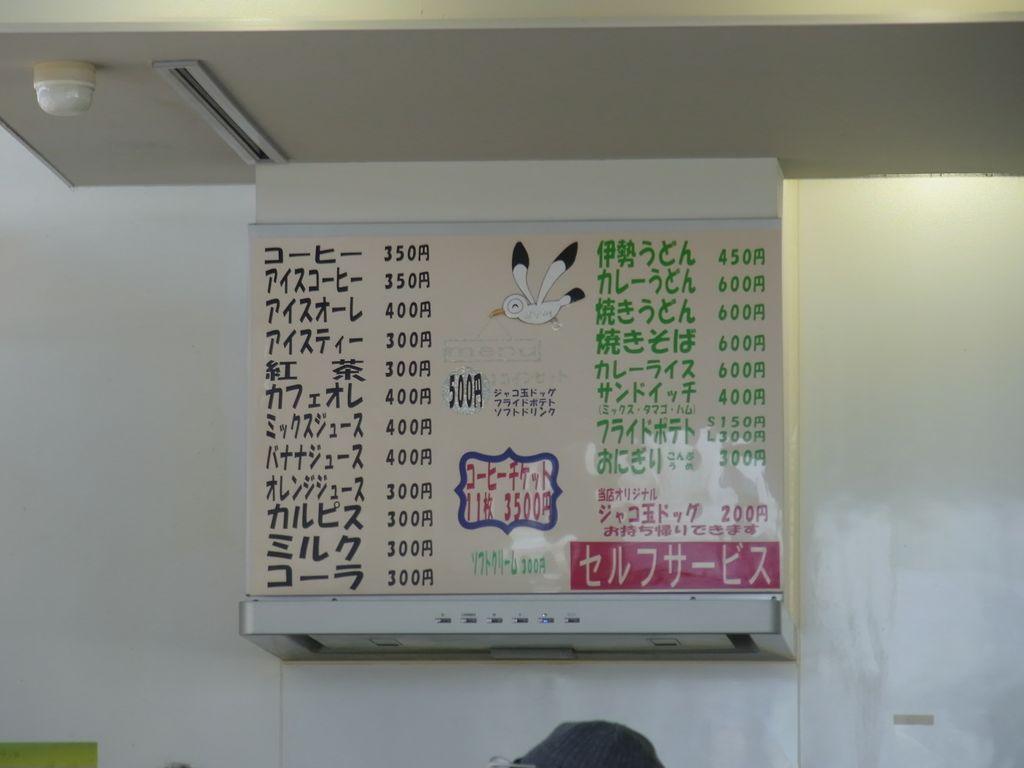 コーヒー 350円
アイスコーヒー 350円
アイスオーレ 400円
アイスティー 300円
紅茶 300円
カフェオレ 400円
ミックスジュース 400円
バナナジュース 400円
オレンジジュース 300円
カルピス 300円
ミルク 300円
コーラ 300円
menu
500円
ジャコ玉ドッグ
フライドポテト
ソフトドリンク
コーヒーチケット
11枚 3500円
ソフトクリーム 300円
伊勢うどん 450円
カレーうどん 600円
焼きうどん 600円
焼きそば 600円
カレーライス 600円
サンドイッチ 400円
(ミックス・タマゴ・ハム)
フライドポテト S150円 L300円
おにぎり こんぶ うめ 300円
当店オリジナル
ジャコ玉ドッグ 200円
お持ち帰りできます
セルフサービス